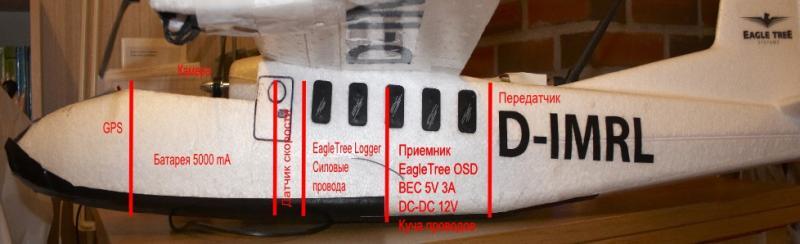 Камера
EAGLE TREE
SYSTEMS
GPS
Батарея 5000 mA
Датчик скорости
EagleTree Logger
Силовые
провода
Приемник
EagleTree OSD
BEC 5V 3A
DC-DC 12V
Куча проводов
Передатчик
D-IMRL